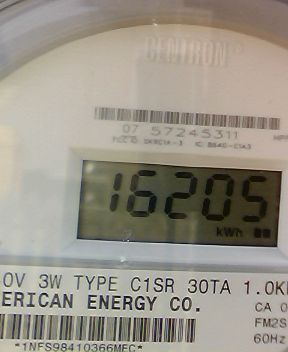 CENTRON®
07 57245311
16205
kWh
0V 3W TYPE C1SR 30TA 1.0K
ERICAN ENERGY CO.
CA 0
FM2S
60Hz
*1NFS98410366MEC*